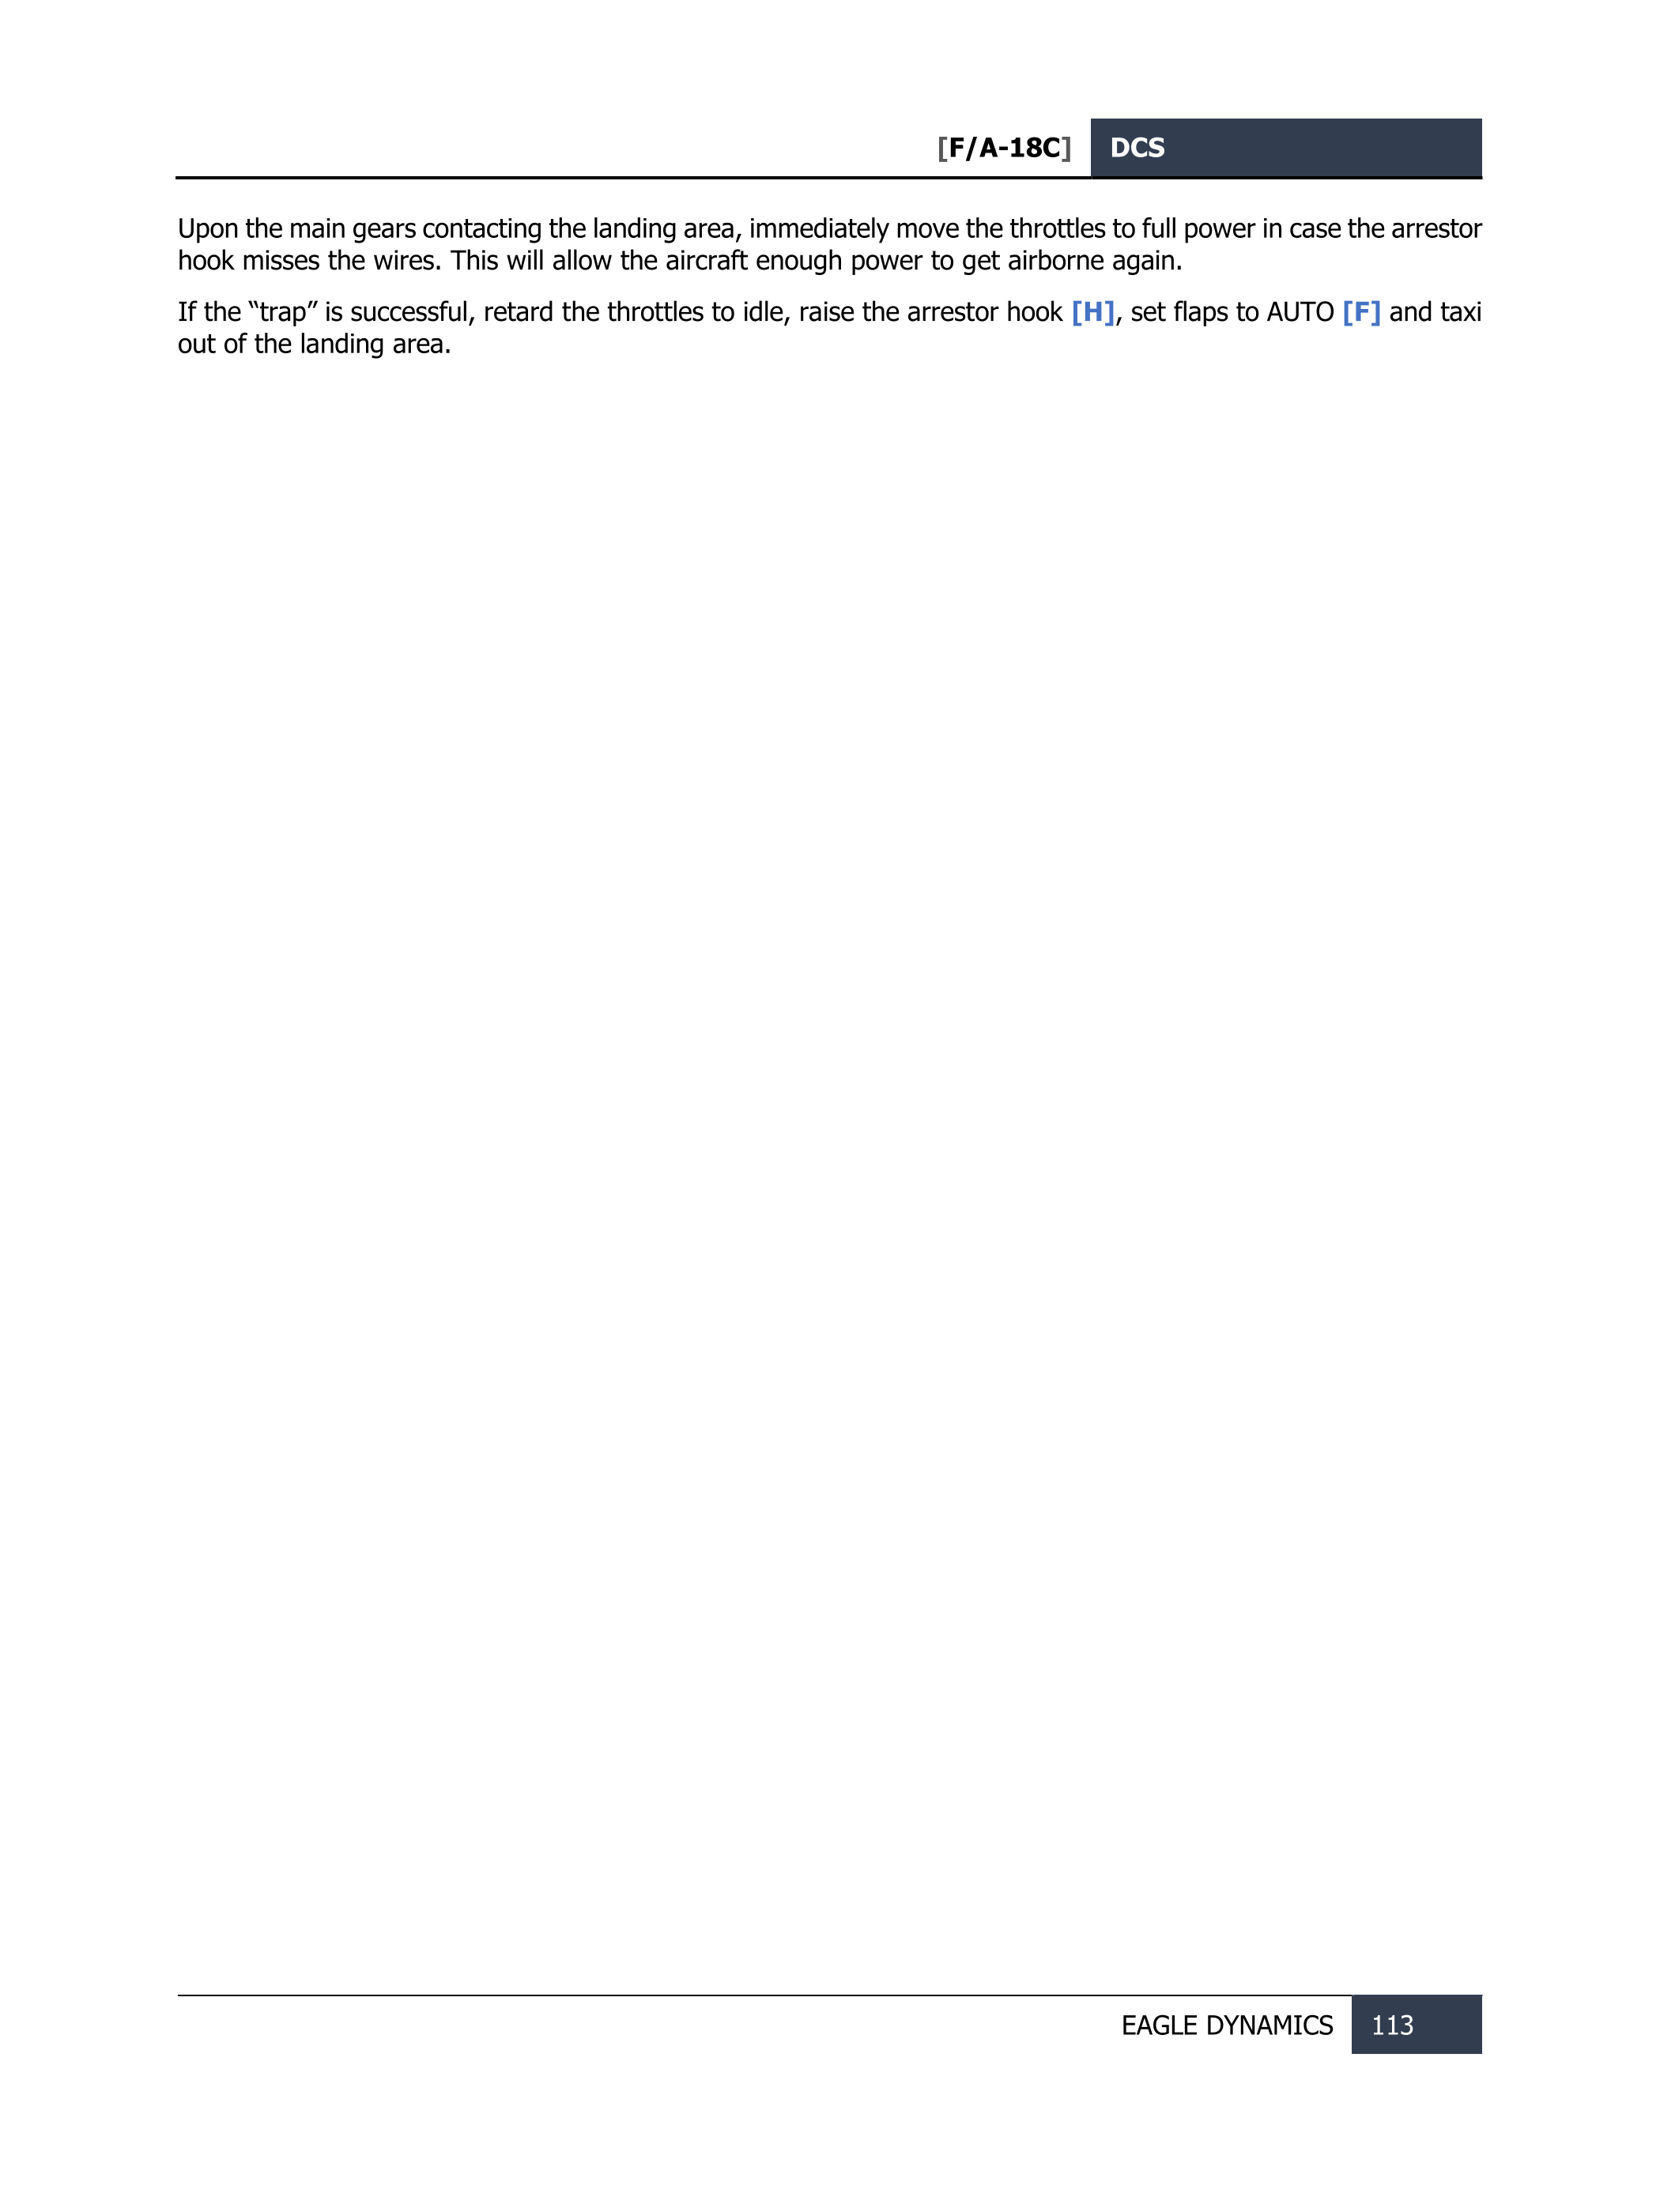 [F/A-18C] DCS
Upon the main gears contacting the landing area, immediately move the throttles to full power in case the arrestor
hook misses the wires. This will allow the aircraft enough power to get airborne again.
If the “trap” is successful, retard the throttles to idle, raise the arrestor hook [H], set flaps to AUTO [F] and taxi
out of the landing area.
EAGLE DYNAMICS 113